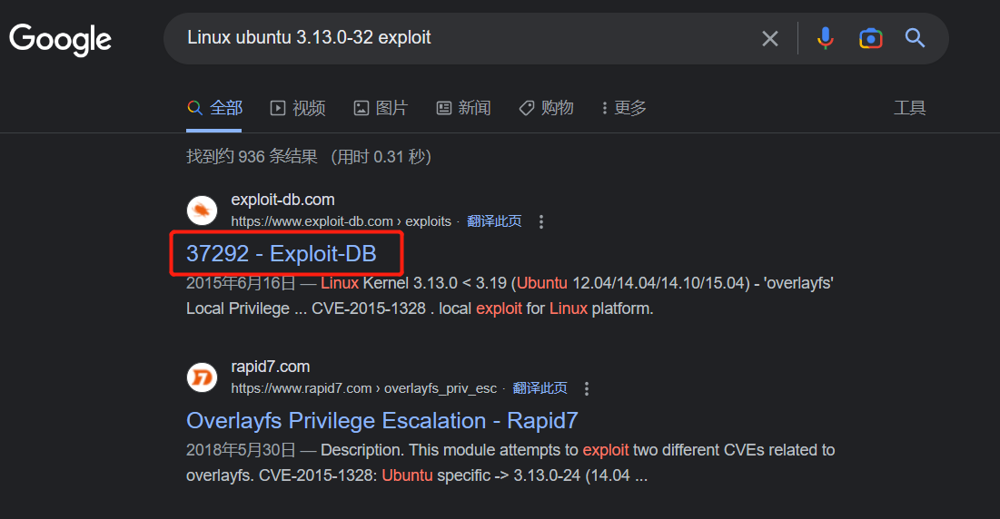 Google
Linux ubuntu 3.13.0-32 exploit
全部 视频 图片 新闻 购物 更多 工具
找到约 936 条结果 （用时 0.31 秒）
exploit-db.com
https://www.exploit-db.com › exploits · 翻译此页
37292 - Exploit-DB
2015年6月16日 — Linux Kernel 3.13.0 < 3.19 (Ubuntu 12.04/14.04/14.10/15.04) - 'overlayfs'
Local Privilege ... CVE-2015-1328 . local exploit for Linux platform.
rapid7.com
https://www.rapid7.com › overlayfs_priv_esc · 翻译此页
Overlayfs Privilege Escalation - Rapid7
2018年5月30日 — Description. This module attempts to exploit two different CVEs related to
overlayfs. CVE-2015-1328: Ubuntu specific -> 3.13.0-24 (14.04 ...